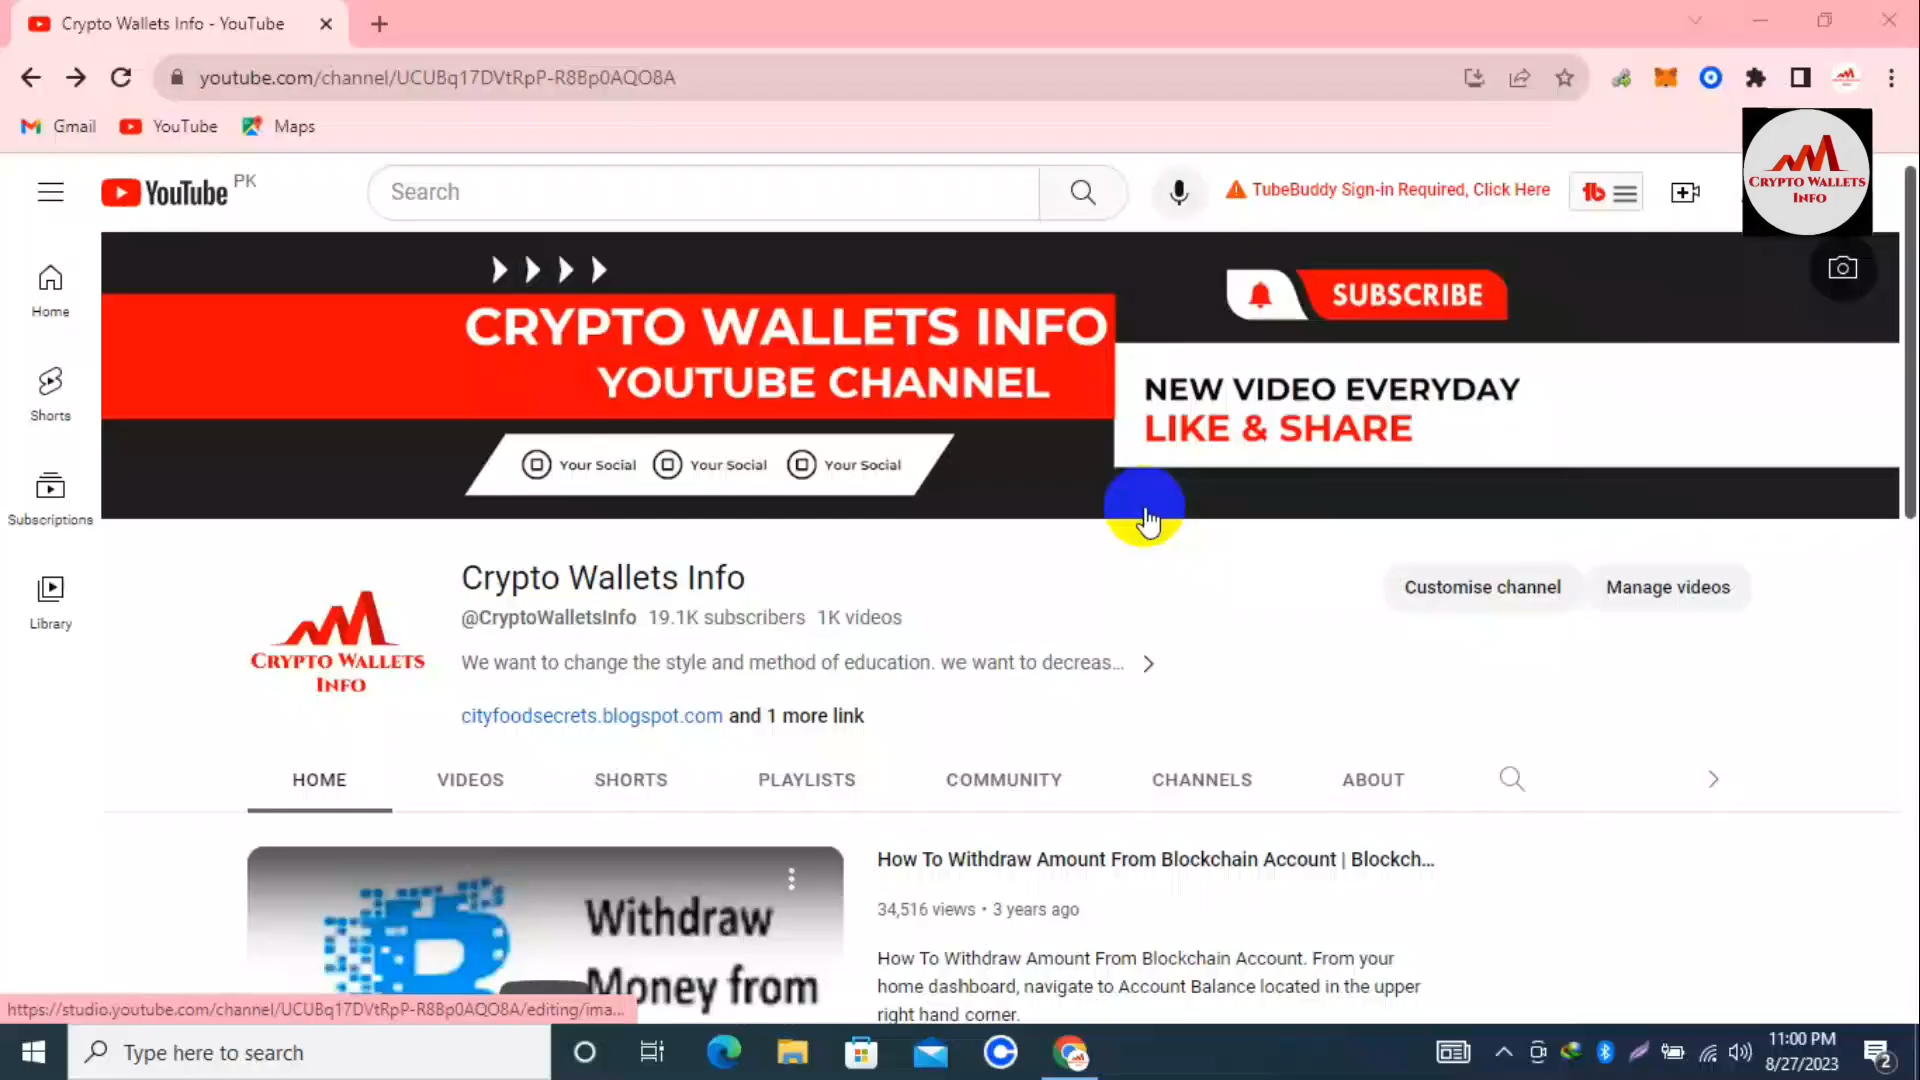 Crypto Wallets Info - YouTube
youtube.com/channel/UCUBq17DVtRpP-R8Bp0AQO8A
Gmail YouTube Maps
YouTube PK
Search
TubeBuddy Sign-in Required, Click Here
tb
CRYPTO WALLETS
INFO
Home
Shorts
Subscriptions
Library
CRYPTO WALLETS INFO
YOUTUBE CHANNEL
Your Social Your Social Your Social
SUBSCRIBE
NEW VIDEO EVERYDAY
LIKE & SHARE
CRYPTO WALLETS
INFO
Crypto Wallets Info
@CryptoWalletsInfo 19.1K subscribers 1K videos
We want to change the style and method of education. we want to decreas...
cityfoodsecrets.blogspot.com and 1 more link
Customise channel Manage videos
HOME VIDEOS SHORTS PLAYLISTS COMMUNITY CHANNELS ABOUT
Withdraw
Money from
How To Withdraw Amount From Blockchain Account | Blockch...
34,516 views • 3 years ago
How To Withdraw Amount From Blockchain Account. From your
home dashboard, navigate to Account Balance located in the upper
right hand corner.
https://studio.youtube.com/channel/UCUBq17DVtRpP-R8Bp0AQO8A/editing/ima...
Type here to search
11:00 PM
8/27/2023
2